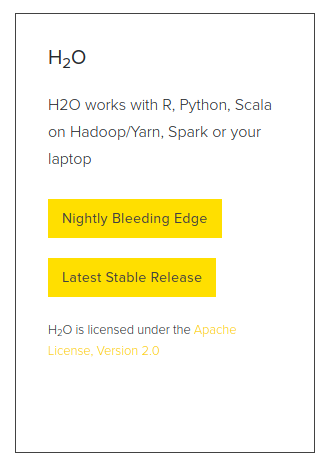 H₂O
H2O works with R, Python, Scala
on Hadoop/Yarn, Spark or your
laptop
Nightly Bleeding Edge
Latest Stable Release
H₂O is licensed under the Apache
License, Version 2.0